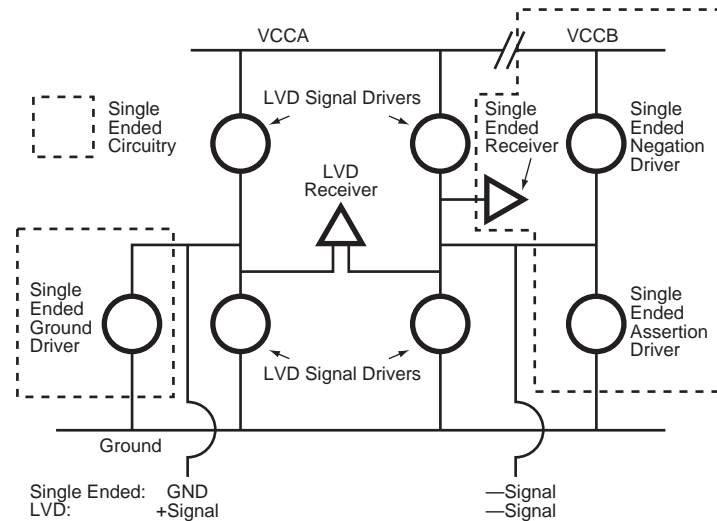 VCCA
VCCB
Single
Ended
Circuitry
LVD Signal Drivers
Single
Ended
Receiver
Single
Ended
Negation
Driver
LVD
Receiver
Single
Ended
Ground
Driver
Single
Ended
Assertion
Driver
LVD Signal Drivers
Ground
Single Ended: GND —Signal
LVD: +Signal —Signal